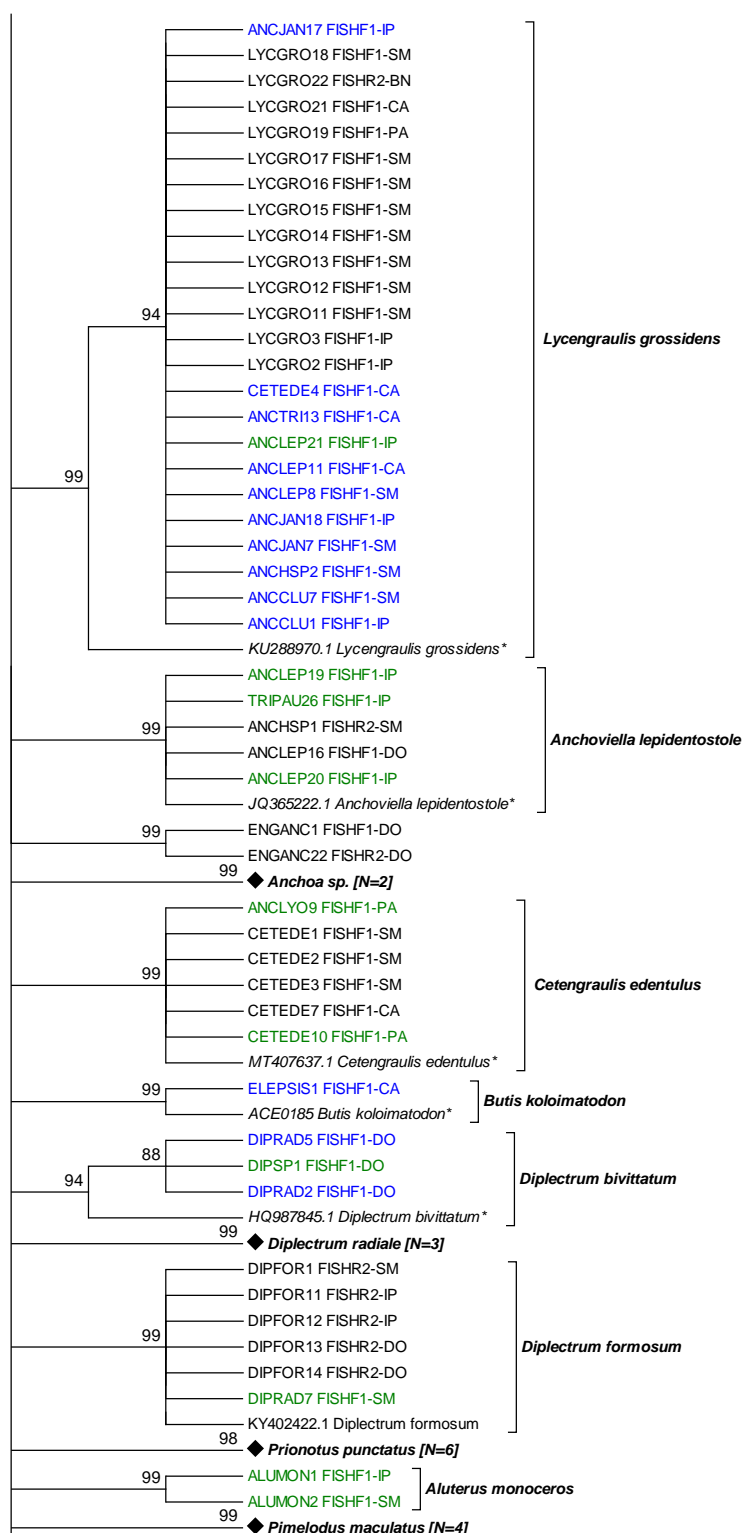 ANCJAN17 FISHF1-IP
LYCGRO18 FISHF1-SM
LYCGRO22 FISHR2-BN
LYCGRO21 FISHF1-CA
LYCGRO19 FISHF1-PA
LYCGRO17 FISHF1-SM
LYCGRO16 FISHF1-SM
LYCGRO15 FISHF1-SM
LYCGRO14 FISHF1-SM
LYCGRO13 FISHF1-SM
LYCGRO12 FISHF1-SM
LYCGRO11 FISHF1-SM
94
LYCGRO3 FISHF1-IP
Lycengraulis grossidens
LYCGRO2 FISHF1-IP
CETEDE4 FISHF1-CA
ANCTRI13 FISHF1-CA
ANCLEP21 FISHF1-IP
99
ANCLEP11 FISHF1-CA
ANCLEP8 FISHF1-SM
ANCJAN18 FISHF1-IP
ANCJAN7 FISHF1-SM
ANCHSP2 FISHF1-SM
ANCCLU7 FISHF1-SM
ANCCLU1 FISHF1-IP
KU288970.1 Lycengraulis grossidens*
ANCLEP19 FISHF1-IP
TRIPAU26 FISHF1-IP
99
ANCHSP1 FISHR2-SM
Anchoviella lepidentostole
ANCLEP16 FISHF1-DO
ANCLEP20 FISHF1-IP
JQ365222.1 Anchoviella lepidentostole*
99
ENGANC1 FISHF1-DO
ENGANC22 FISHR2-DO
99
◆ Anchoa sp. [N=2]
ANCLYO9 FISHF1-PA
CETEDE1 FISHF1-SM
CETEDE2 FISHF1-SM
99
CETEDE3 FISHF1-SM
Cetengraulis edentulus
CETEDE7 FISHF1-CA
CETEDE10 FISHF1-PA
MT407637.1 Cetengraulis edentulus*
99
ELEPSIS1 FISHF1-CA
Butis koloimatodon
ACE0185 Butis koloimatodon*
88
DIPRAD5 FISHF1-DO
DIPSP1 FISHF1-DO
Diplectrum bivittatum
94
DIPRAD2 FISHF1-DO
HQ987845.1 Diplectrum bivittatum*
99
◆ Diplectrum radiale [N=3]
DIPFOR1 FISHR2-SM
DIPFOR11 FISHR2-IP
DIPFOR12 FISHR2-IP
99
DIPFOR13 FISHR2-DO
Diplectrum formosum
DIPFOR14 FISHR2-DO
DIPRAD7 FISHF1-SM
KY402422.1 Diplectrum formosum
98
◆ Prionotus punctatus [N=6]
99
ALUMON1 FISHF1-IP
Aluterus monoceros
ALUMON2 FISHF1-SM
99
◆ Pimelodus maculatus [N=4]